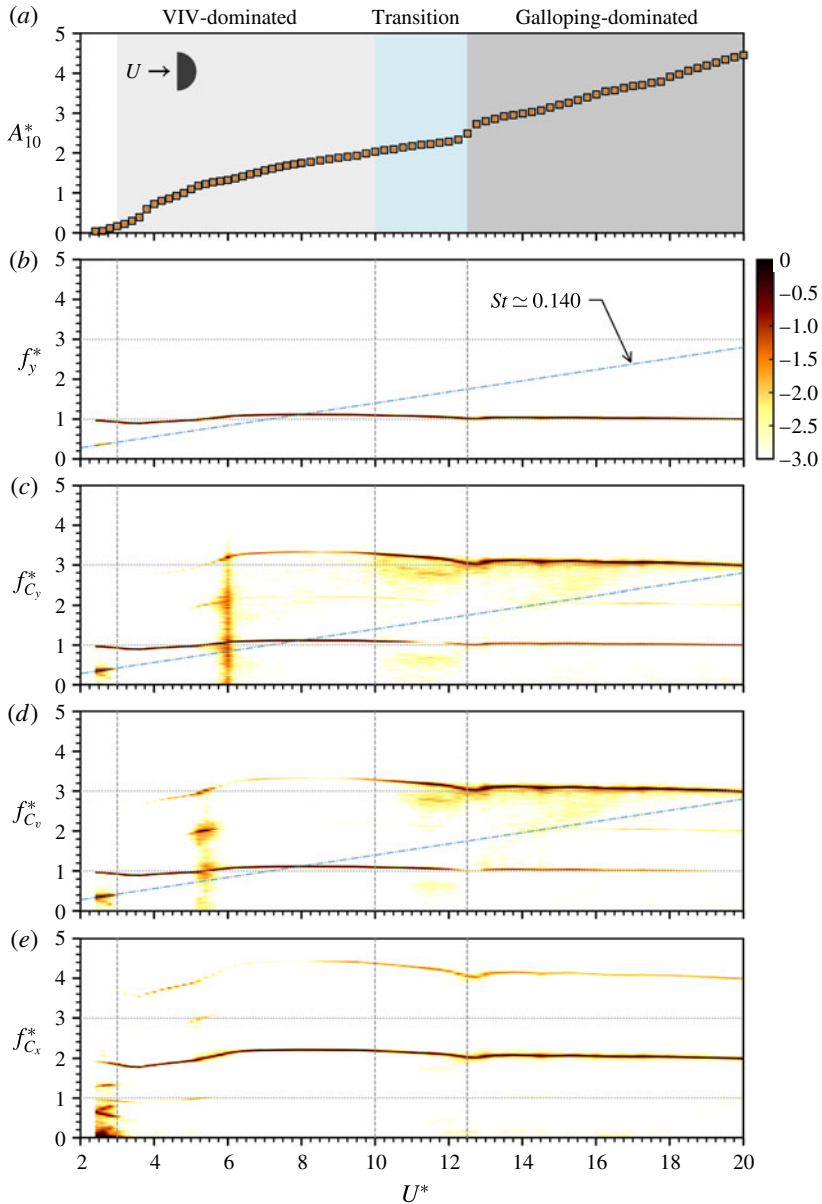 (a) VIV-dominated Transition Galloping-dominated
5
4
3
2
1
0
A*10
U →
(b)
5
4
3
2
1
0
f*y
St ≃ 0.140
0
–0.5
–1.0
–1.5
–2.0
–2.5
–3.0
(c)
5
4
3
2
1
0
f*Cy
(d)
5
4
3
2
1
0
f*Cv
(e)
5
4
3
2
1
0
f*Cx
2 4 6 8 10 12 14 16 18 20
U*